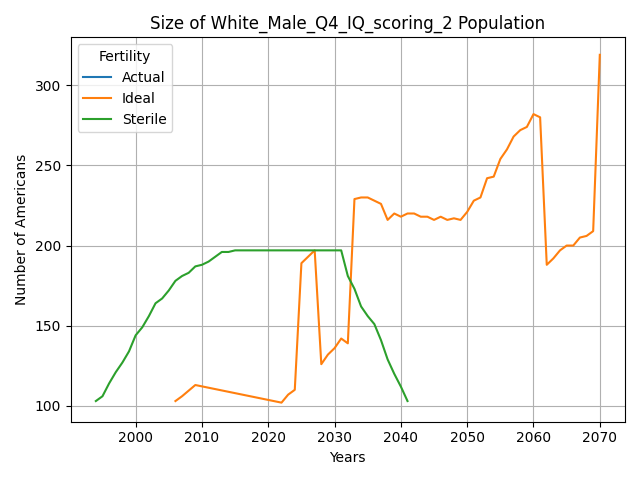 Size of White_Male_Q4_IQ_scoring_2 Population
Fertility
Actual
Ideal
Sterile
Number of Americans
300
250
200
150
100
2000 2010 2020 2030 2040 2050 2060 2070
Years